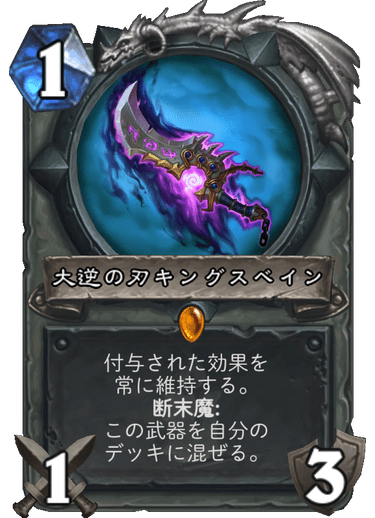 1
大逆の刃キングスベイン
付与された効果を
常に維持する。
断末魔:
この武器を自分の
デッキに混ぜる。
1
3